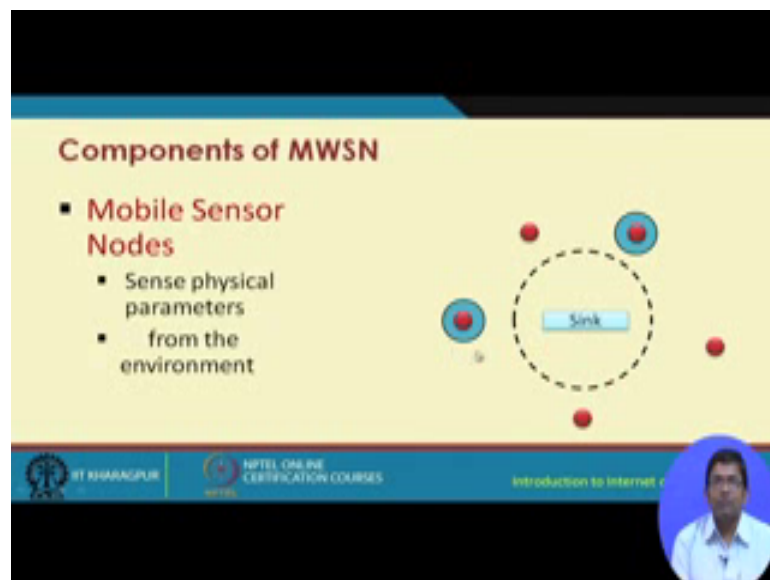 Components of MWSN
Mobile Sensor
Nodes
Sense physical
parameters
from the
environment
Sink
IIT KHARAGPUR
NPTEL ONLINE
CERTIFICATION COURSES
NPTEL
Introduction to Internet